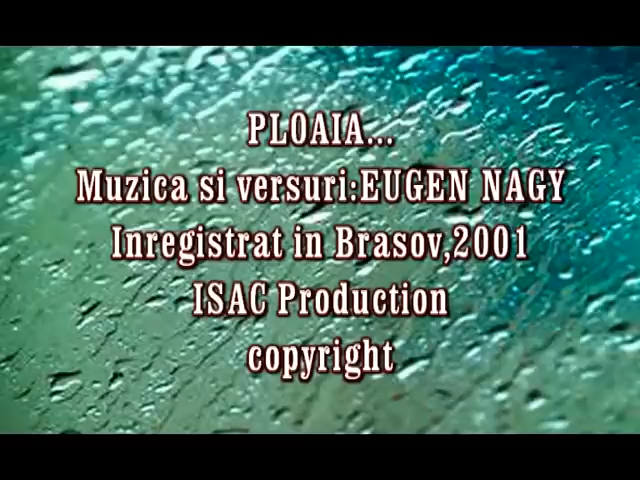 PLOAIA...
Muzica si versuri:EUGEN NAGY
Inregistrat in Brasov,2001
ISAC Production
copyright